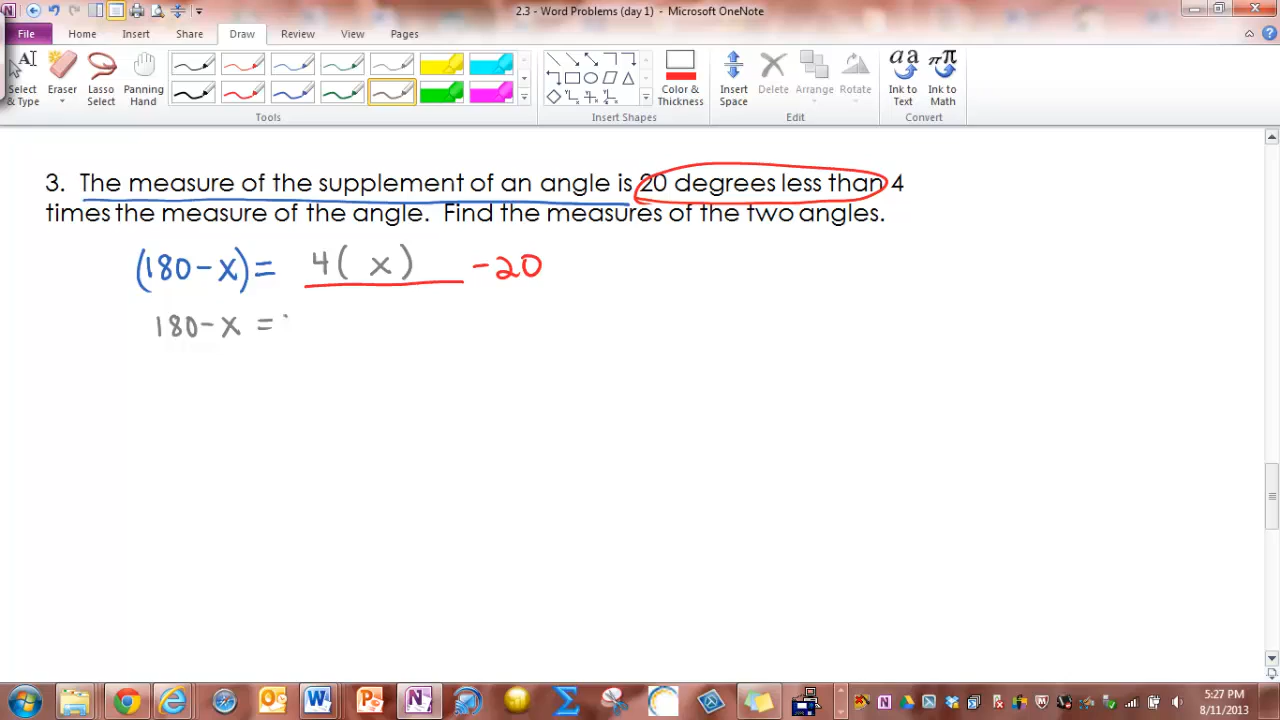 2.3 - Word Problems (day 1) - Microsoft OneNote
File Home Insert Share Draw Review View Pages
Select & Type Eraser Lasso Select Panning Hand Color & Thickness Insert Space Delete Arrange Rotate Ink to Text Ink to Math
Tools Insert Shapes Edit Convert
3. The measure of the supplement of an angle is 20 degrees less than 4
times the measure of the angle. Find the measures of the two angles.
(180-x)= 4( x) -20
180-x =
5:27 PM
8/11/2013